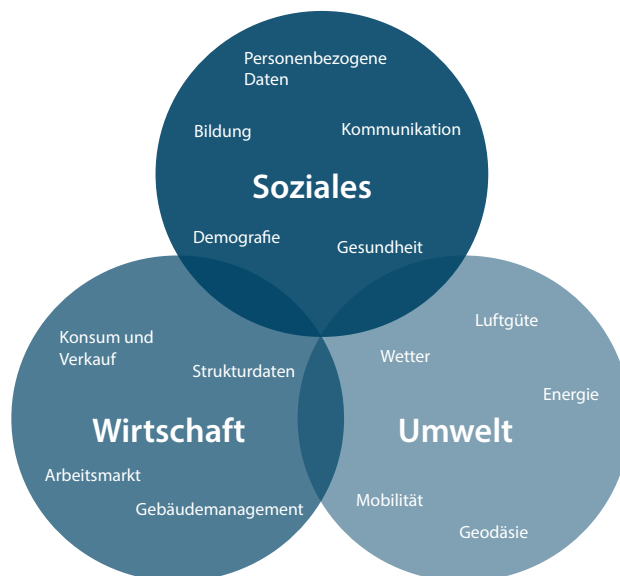 Personenbezogene
Daten
Bildung
Kommunikation
Soziales
Demografie
Gesundheit
Konsum und
Verkauf
Strukturdaten
Wirtschaft
Arbeitsmarkt
Gebäudemanagement
Luftgüte
Wetter
Energie
Umwelt
Mobilität
Geodäsie